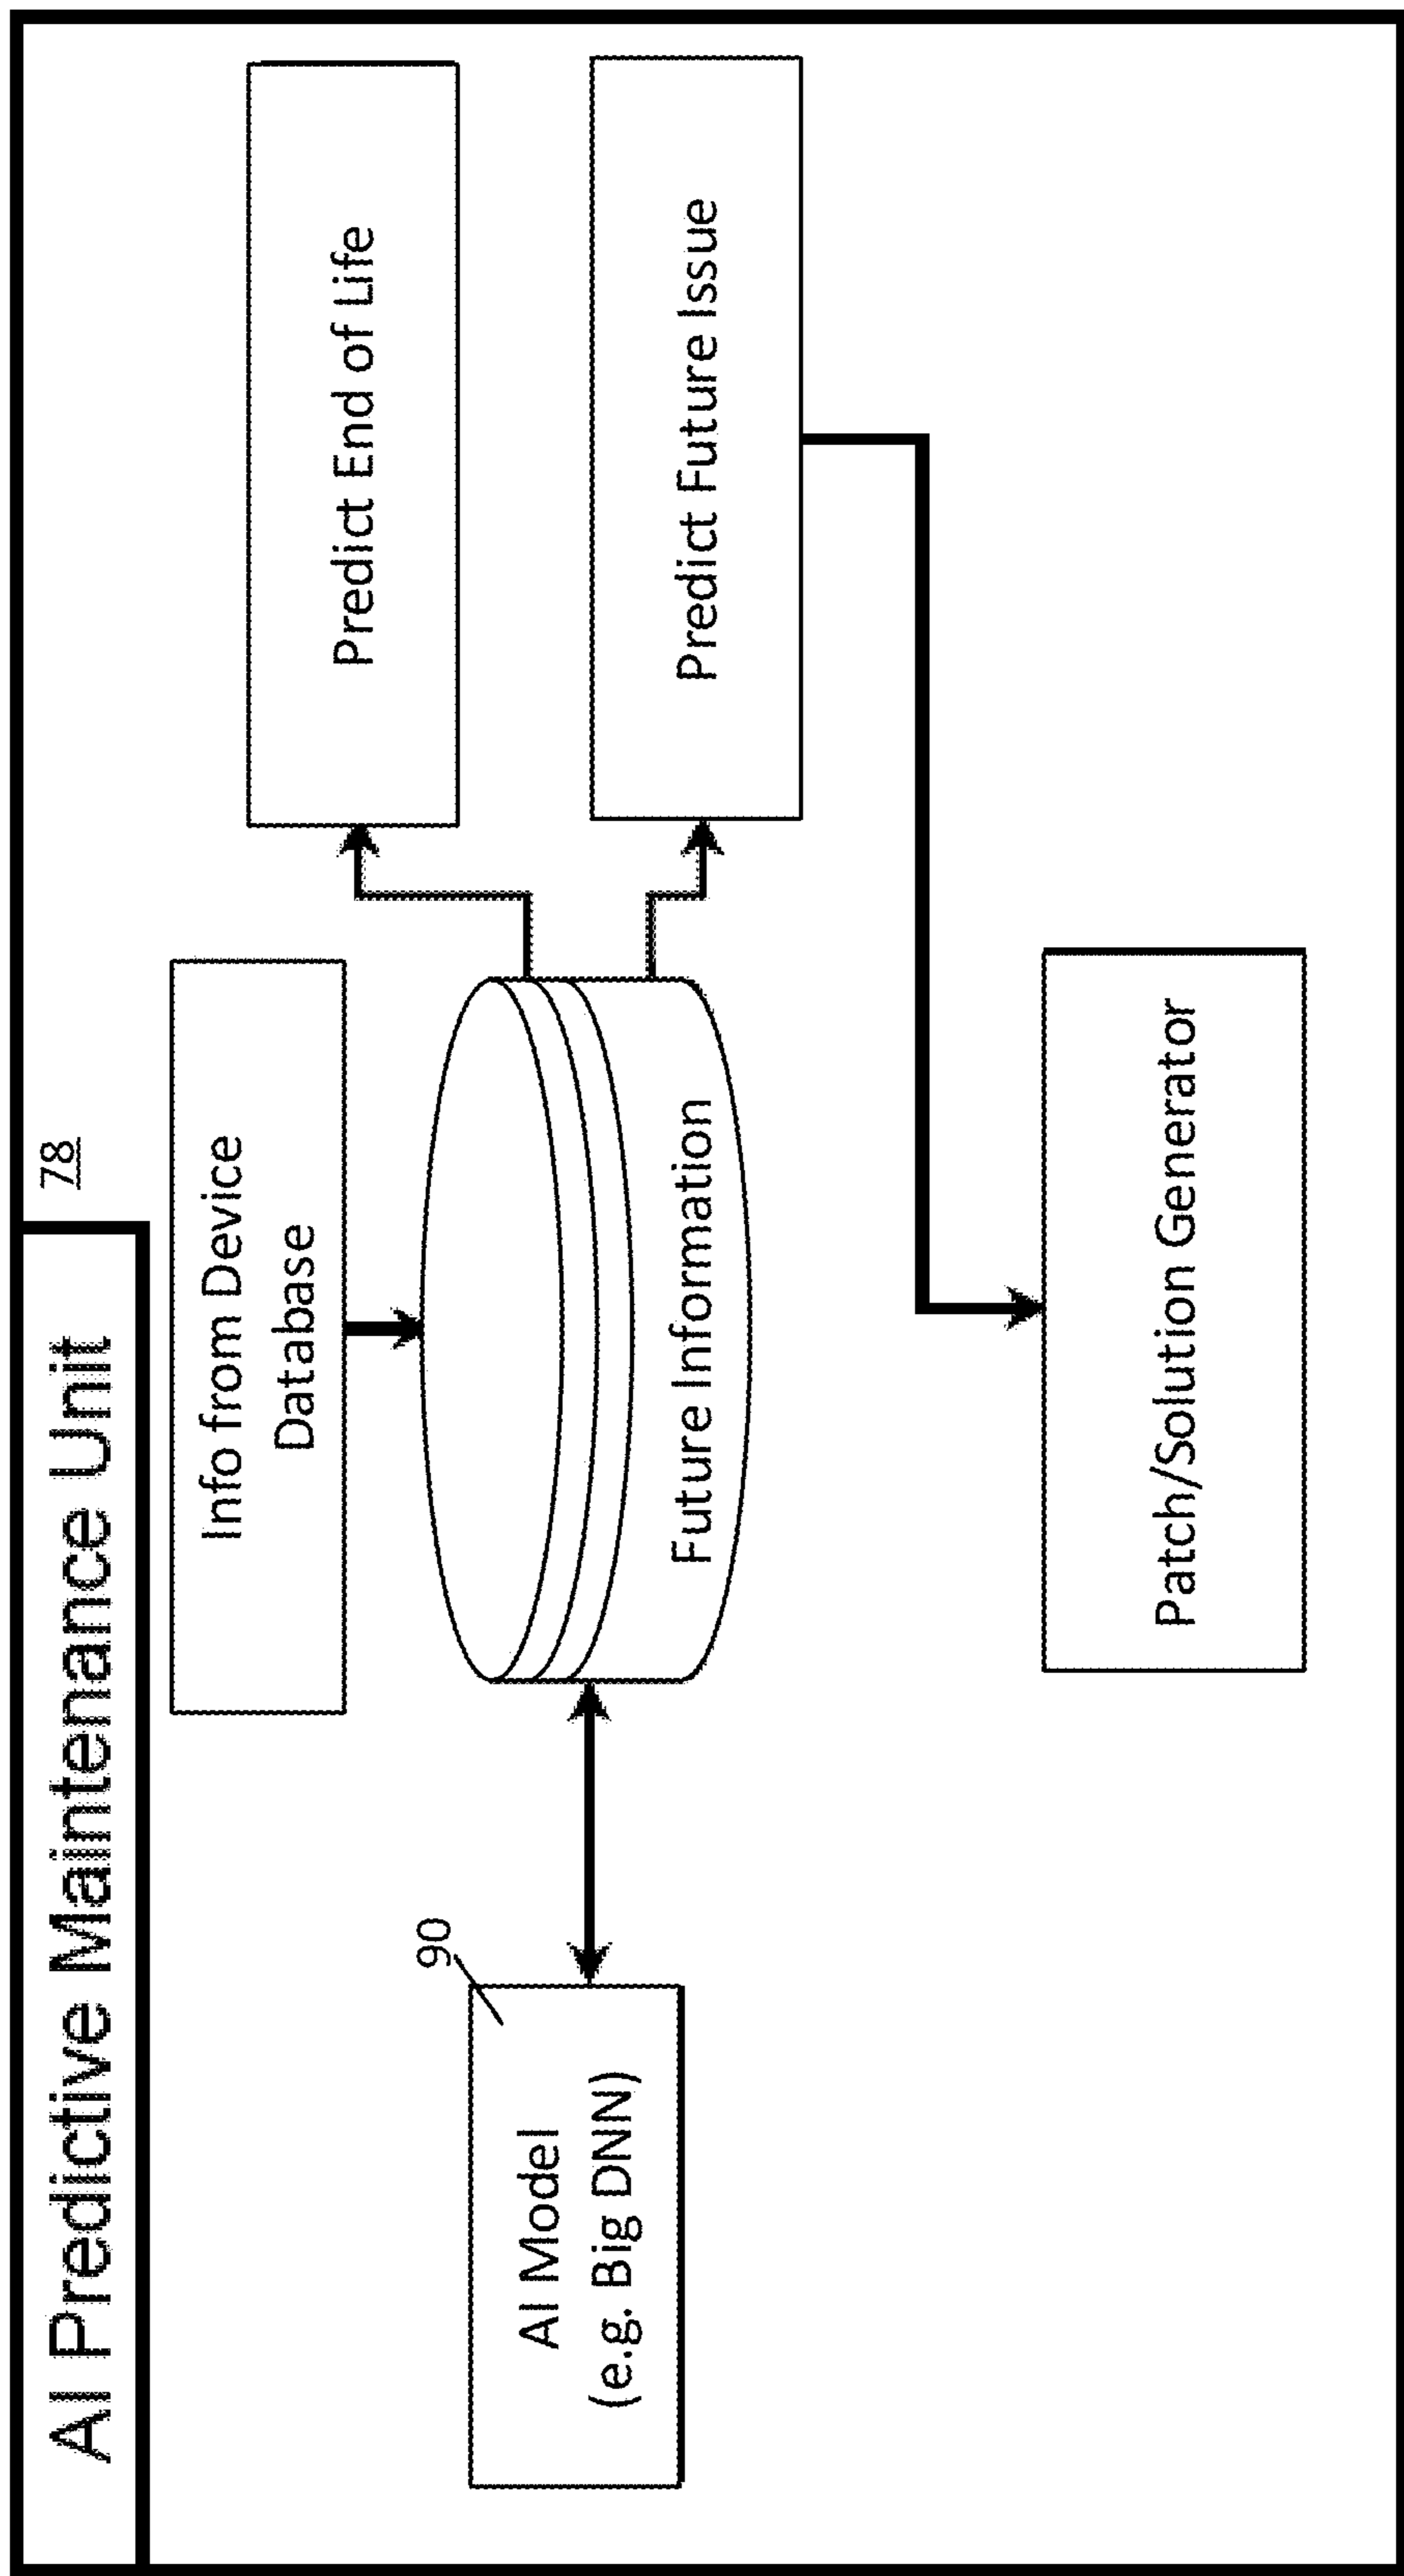 AI Predictive Maintenance Unit
78
Info from Device
Database
Predict End of Life
90
AI Model
(e.g. Big DNN)
Future Information
Predict Future Issue
Patch/Solution Generator